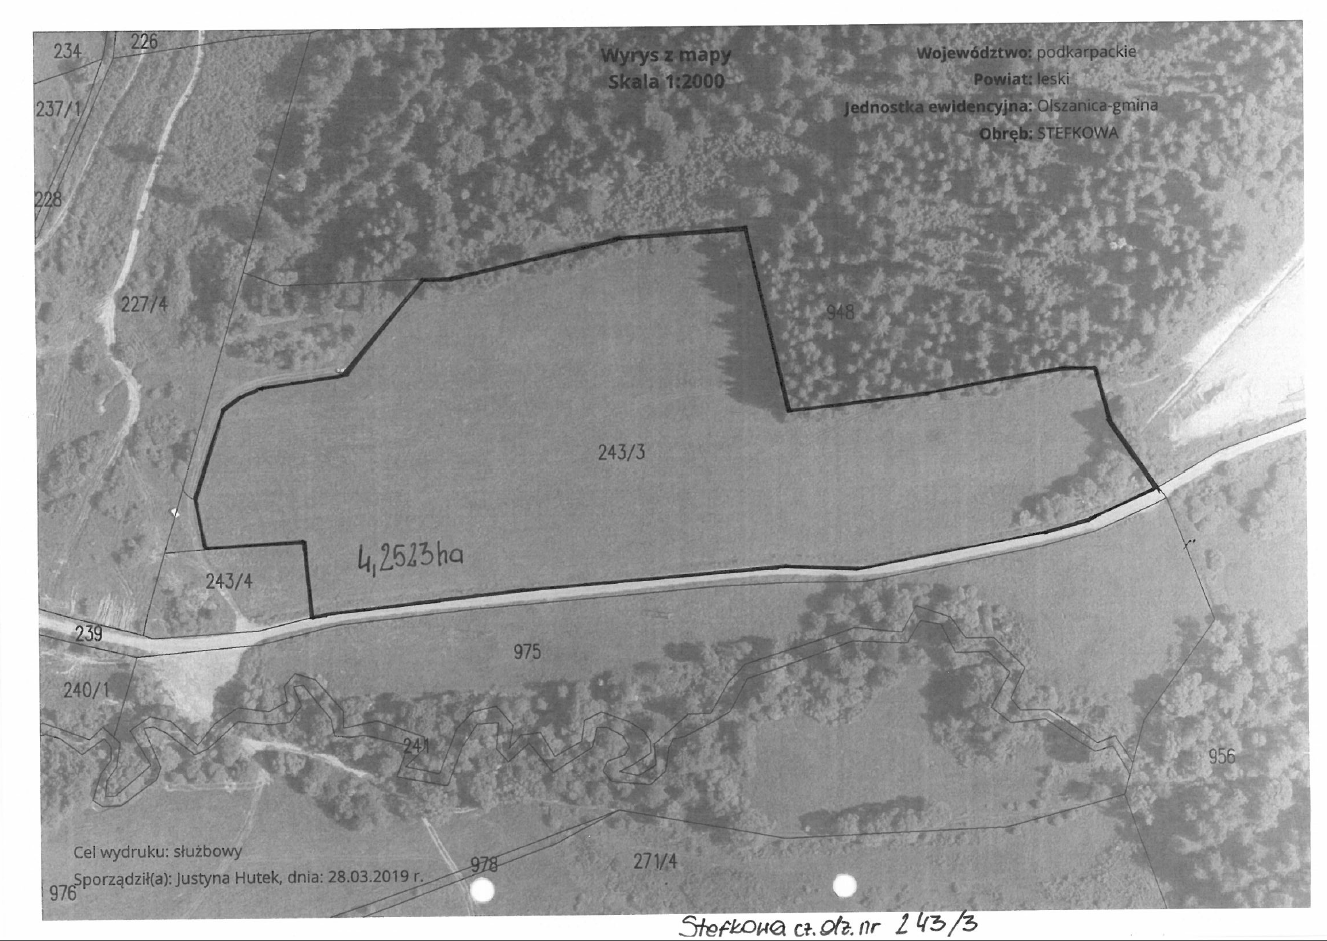 234
226
Wyrys z mapy
Skala 1:2000
Województwo: podkarpackie
Powiat: leski
Jednostka ewidencyjna: Olszanica-gmina
Obręb: STEFKOWA
237/1
228
227/4
948
243/3
4,2523 ha
243/4
239
975
240/1
241
956
Cel wydruku: służbowy
Sporządził(a): Justyna Hutek, dnia: 28.03.2019 r.
976
978
271/4
Stefkowa cz. dz. nr 243/3